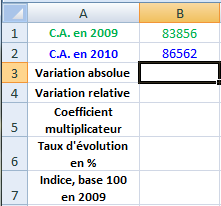 A B
1 C.A. en 2009 83856
2 C.A. en 2010 86562
3 Variation absolue
4 Variation relative
5 Coefficient
multiplicateur
6 Taux d'évolution
en %
7 Indice, base 100
en 2009